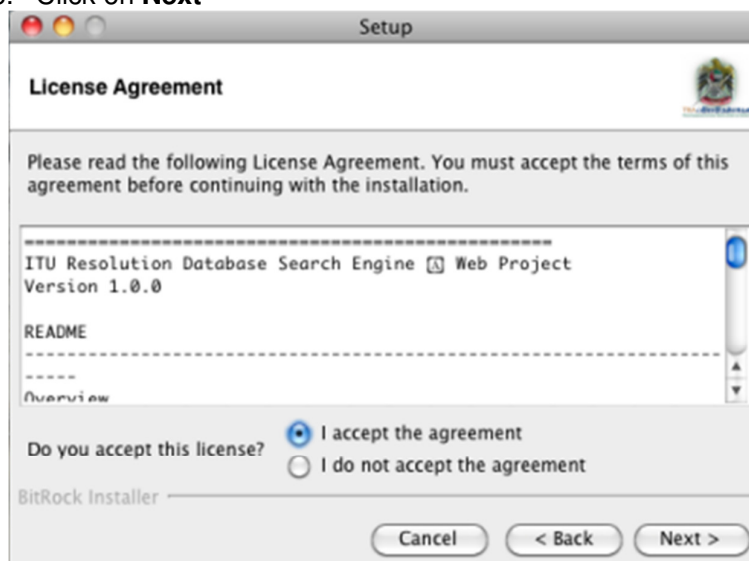 Click on Next
Setup
License Agreement
Please read the following License Agreement. You must accept the terms of this
agreement before continuing with the installation.
====================================================
ITU Resolution Database Search Engine 🄰 Web Project
Version 1.0.0
README
---------------------------------------------------------------------
-----
Overview
Do you accept this license?
I accept the agreement
I do not accept the agreement
BitRock Installer
Cancel
< Back
Next >